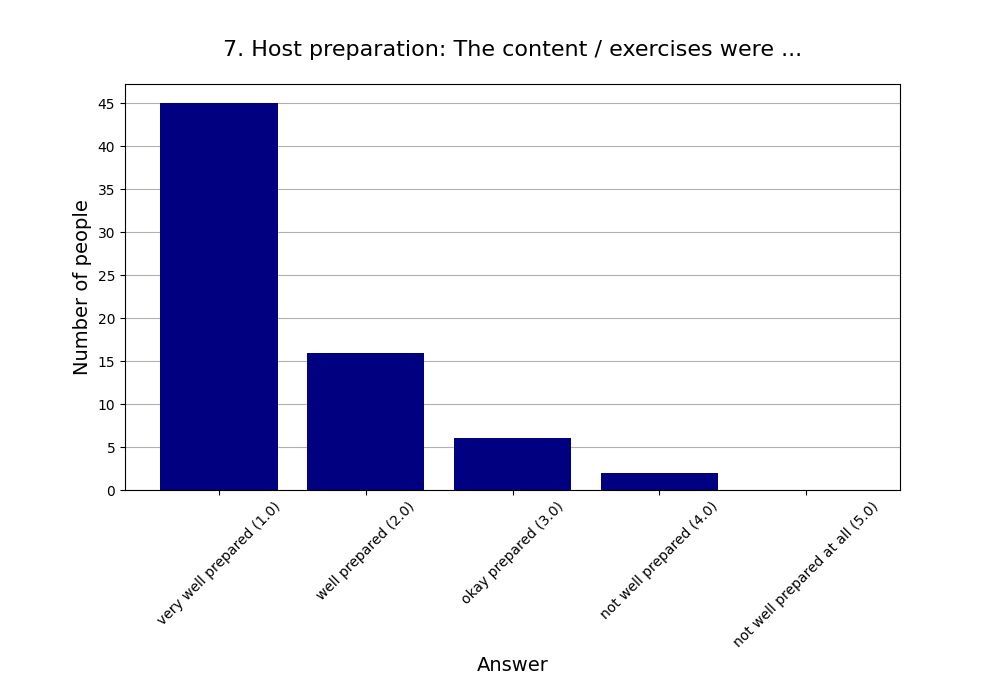 7. Host preparation: The content / exercises were ...
Number of people
45
40
35
30
25
20
15
10
5
0
very well prepared (1.0)
well prepared (2.0)
okay prepared (3.0)
not well prepared (4.0)
not well prepared at all (5.0)
Answer